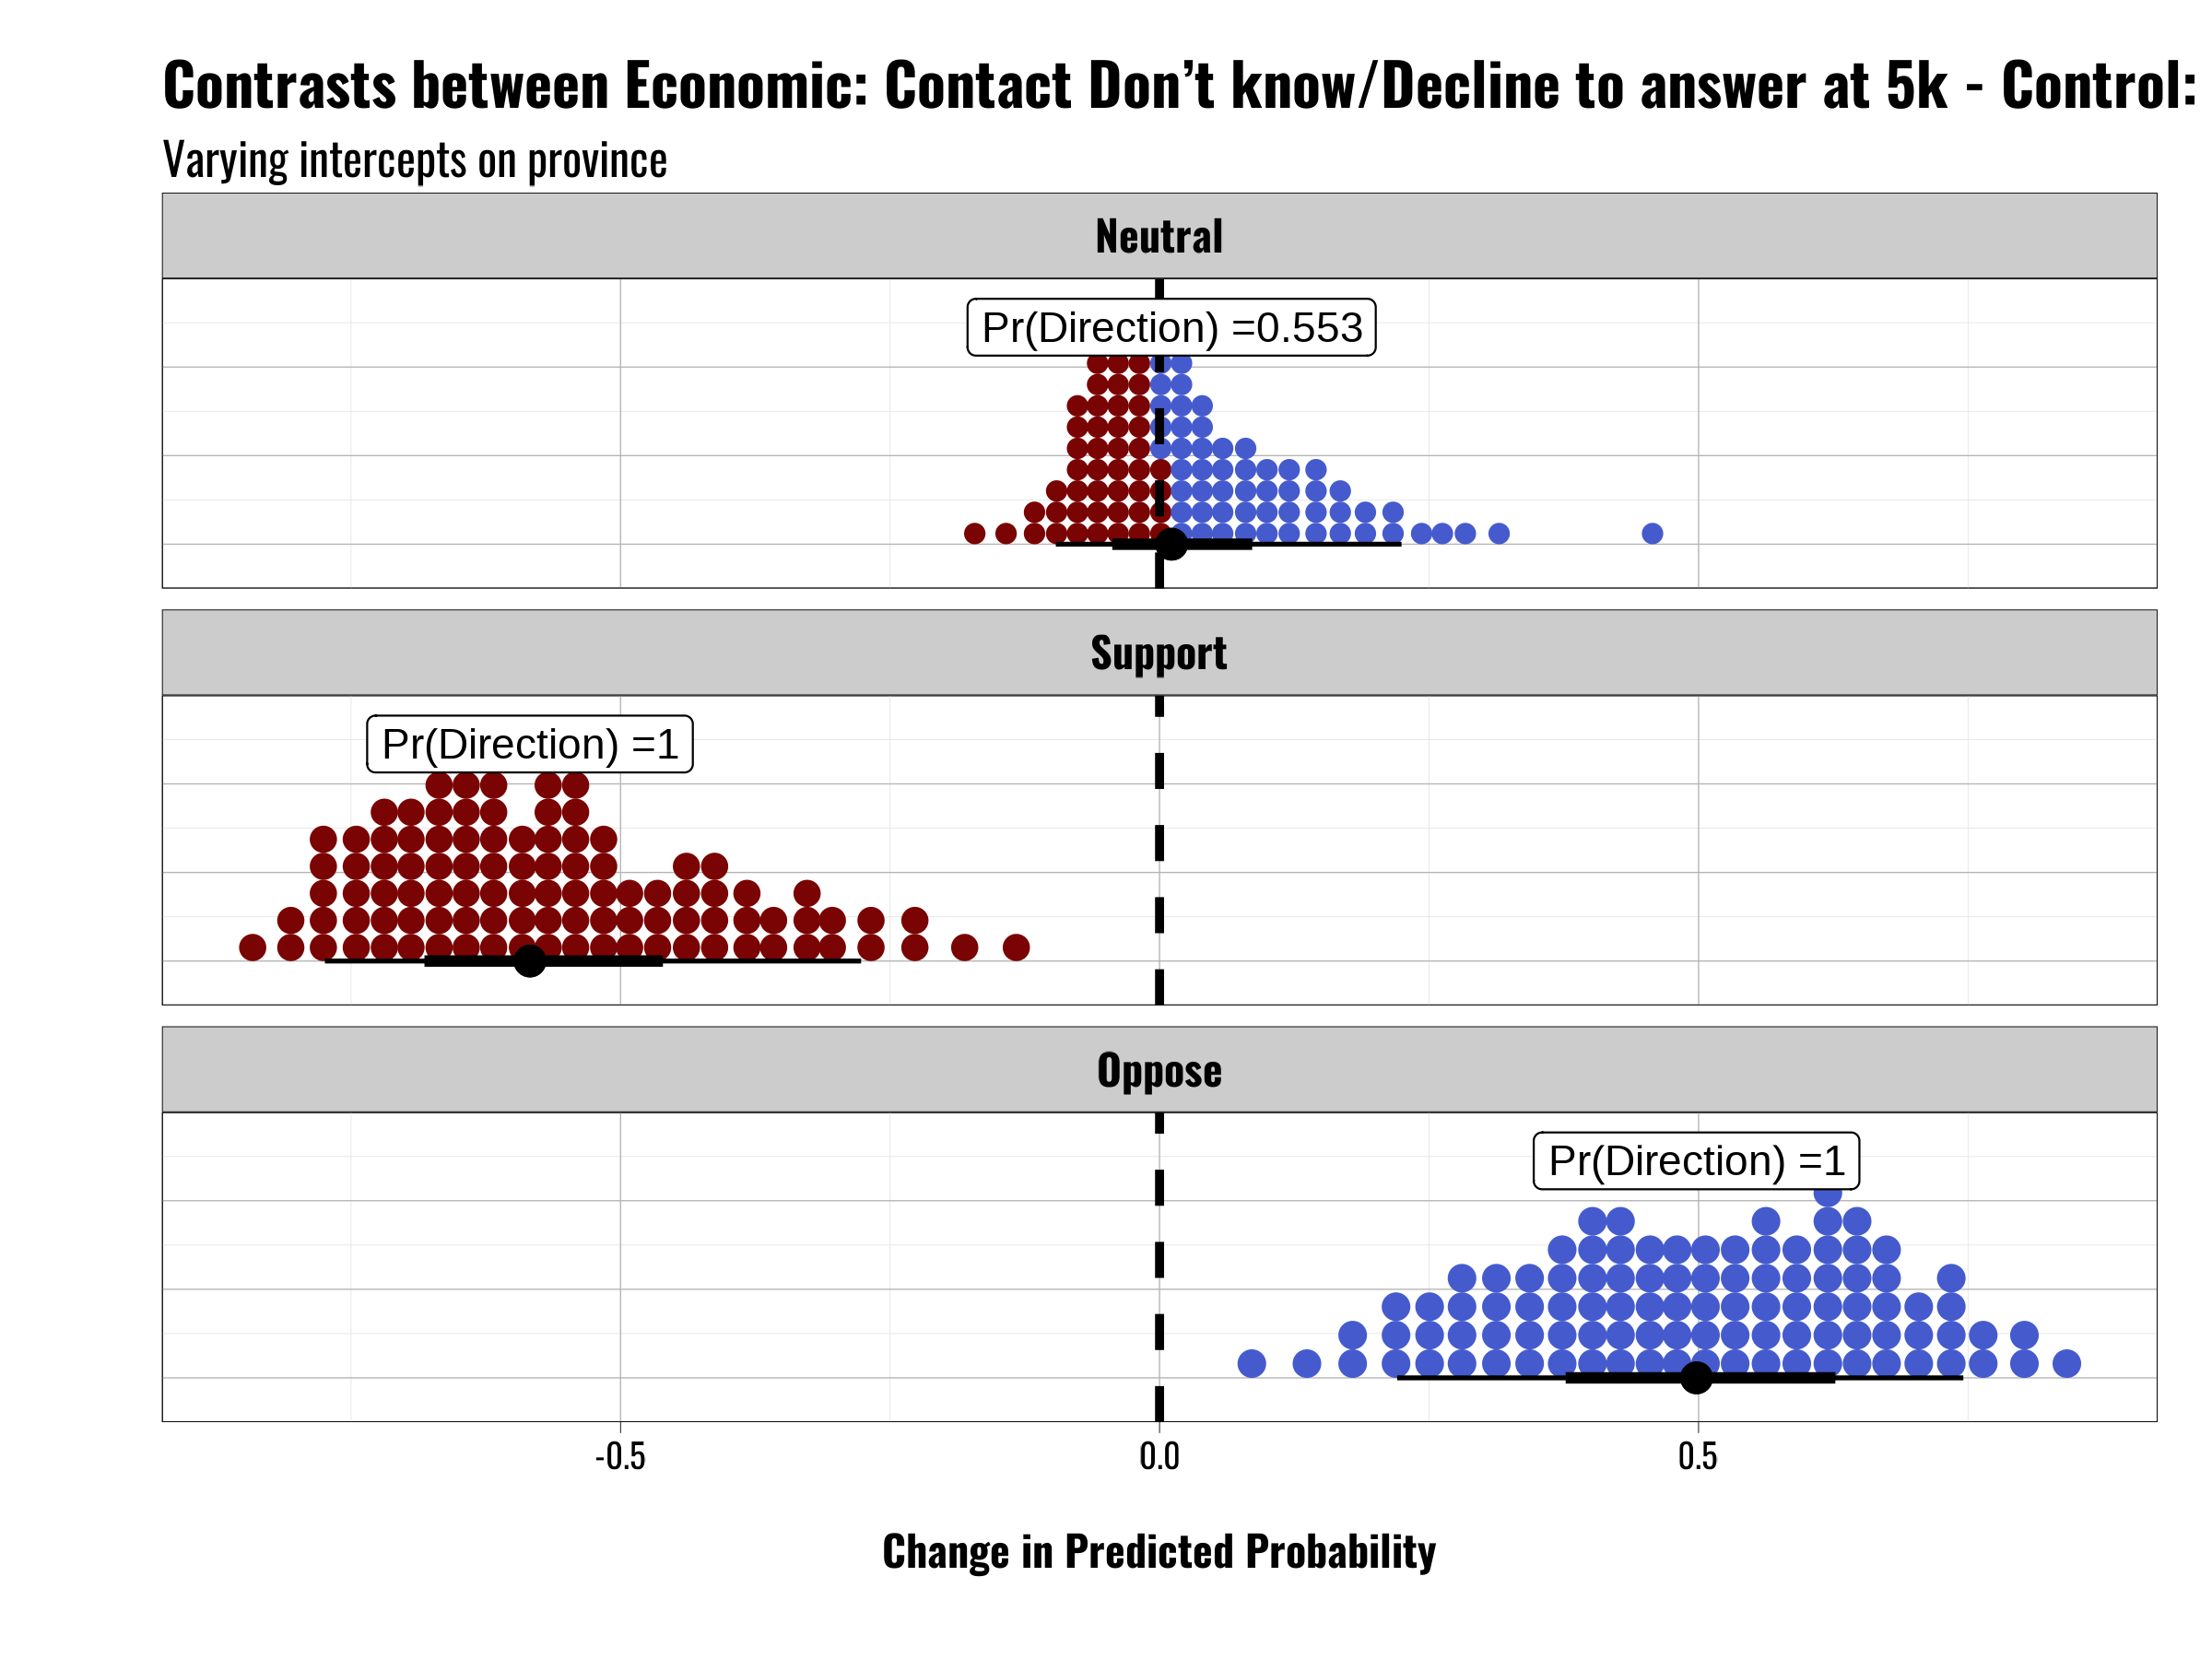 Contrasts between Economic: Contact Don’t know/Decline to answer at 5k - Control:
Varying intercepts on province
Neutral
Pr(Direction) =0.553
Support
Pr(Direction) =1
Oppose
Pr(Direction) =1
-0.5 0.0 0.5
Change in Predicted Probability